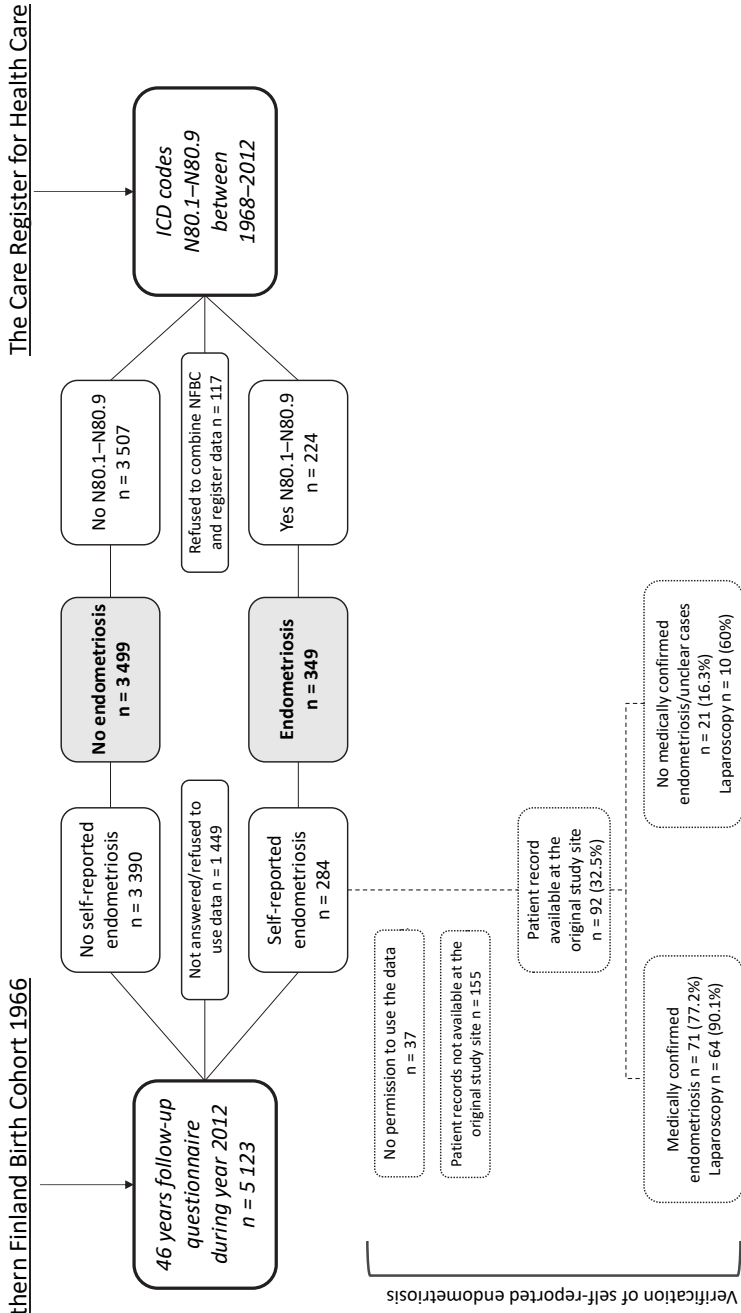 thern Finland Birth Cohort 1966
The Care Register for Health Care
46 years follow-up
questionnaire
during year 2012
n = 5 123
No self-reported
endometriosis
n = 3 390
Not answered/refused to
use data n = 1 449
Self-reported
endometriosis
n = 284
No endometriosis
n = 3 499
Endometriosis
n = 349
No N80.1–N80.9
n = 3 507
Refused to combine NFBC
and register data n = 117
Yes N80.1–N80.9
n = 224
ICD codes
N80.1–N80.9
between
1968–2012
Verification of self-reported endometriosis
No permission to use the data
n = 37
Patient records not available at the
original study site n = 155
Patient record
available at the
original study site
n = 92 (32.5%)
Medically confirmed
endometriosis n = 71 (77.2%)
Laparoscopy n = 64 (90.1%)
No medically confirmed
endometriosis/unclear cases
n = 21 (16.3%)
Laparoscopy n = 10 (60%)